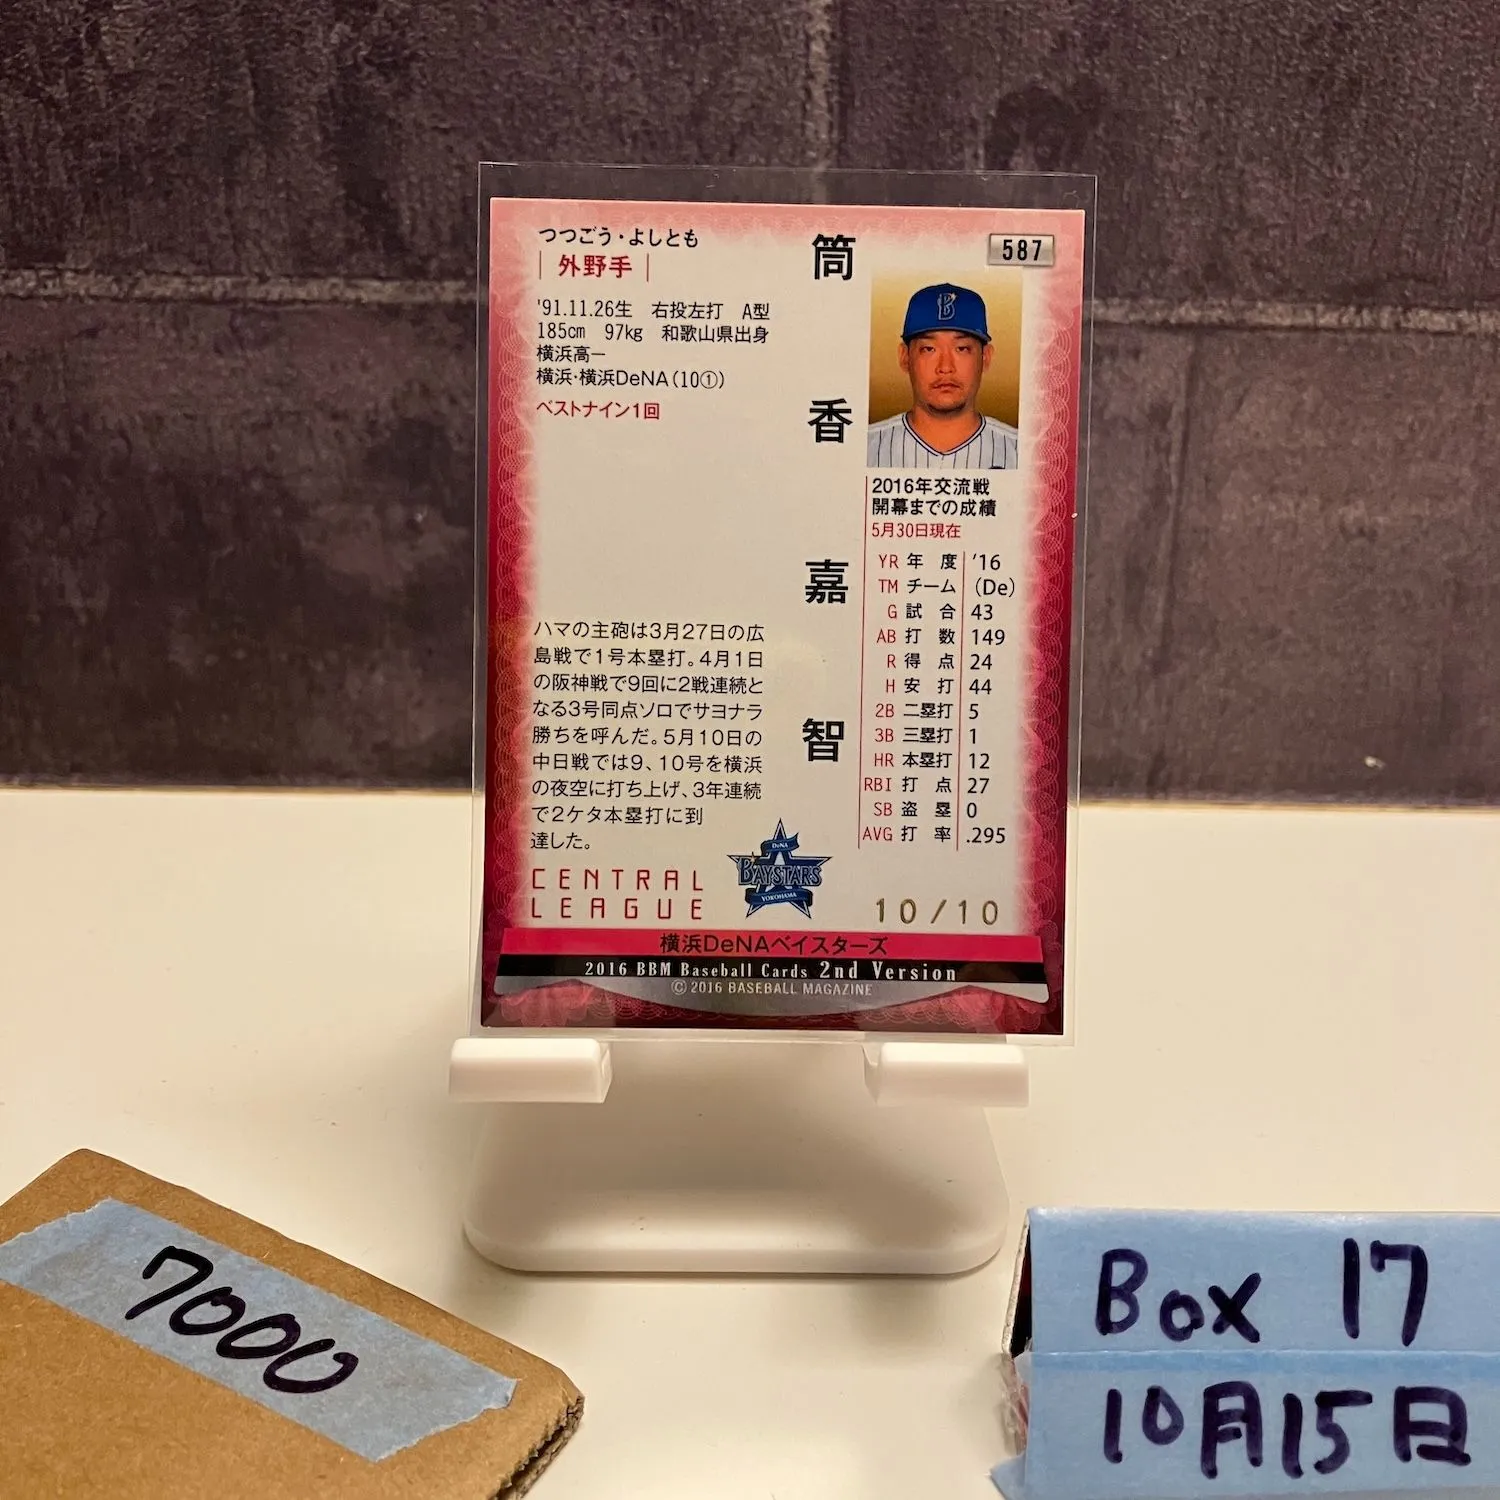 つつごう・よしとも
外野手
'91.11.26生 右投左打 A型
185cm 97kg 和歌山県出身
横浜高ー
横浜・横浜DeNA(10①)
ベストナイン1回
筒香嘉智
587
2016年交流戦
開幕までの成績
5月30日現在
YR 年度 '16
TM チーム (De)
G 試合 43
AB 打数 149
R 得点 24
H 安打 44
2B 二塁打 5
3B 三塁打 1
HR 本塁打 12
RBI 打点 27
SB 盗塁 0
AVG 打率 .295
ハマの主砲は3月27日の広
島戦で1号本塁打。4月1日
の阪神戦で9回に2戦連続と
なる3号同点ソロでサヨナラ
勝ちを呼んだ。5月10日の
中日戦では9、10号を横浜
の夜空に打ち上げ、3年連続
で2ケタ本塁打に到
達した。
CENTRAL
LEAGUE
DeNA
BAYSTARS
YOKOHAMA
10/10
横浜DeNAベイスターズ
2016 BBM Baseball Cards 2nd Version
© 2016 BASEBALL MAGAZINE
7000
Box 17
10月15日